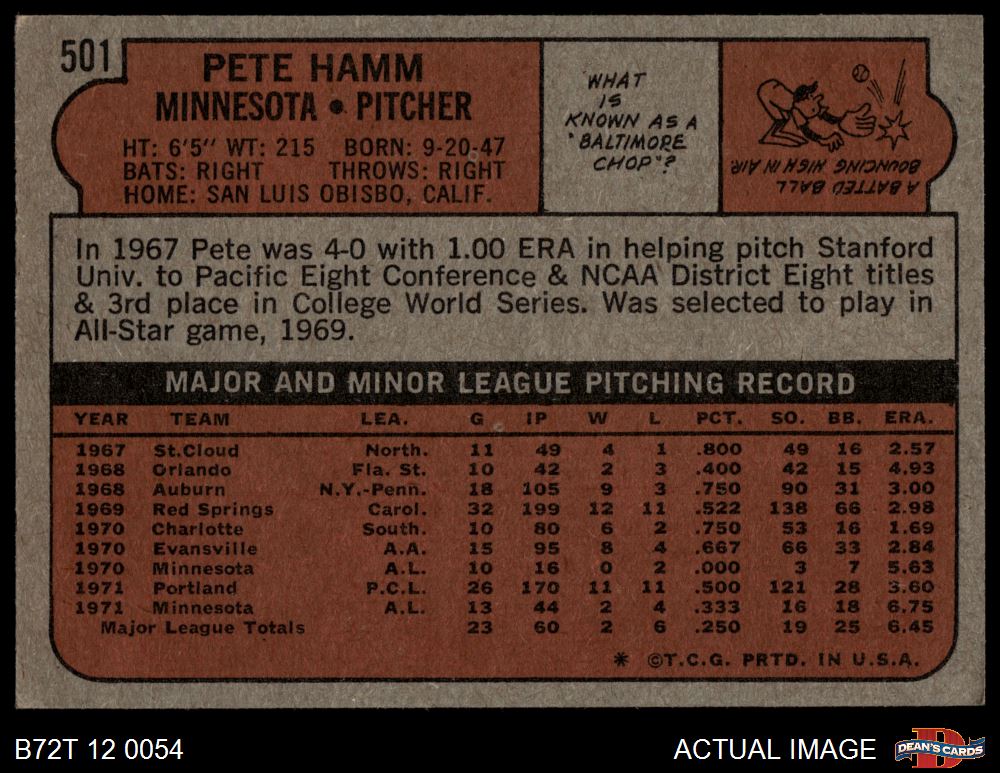 501
PETE HAMM
MINNESOTA • PITCHER
HT: 6'5" WT: 215 BORN: 9-20-47
BATS: RIGHT THROWS: RIGHT
HOME: SAN LUIS OBISBO, CALIF.
WHAT
IS
KNOWN AS A
"BALTIMORE
CHOP"?
A BATTED BALL
BOUNCING HIGH IN AIR
In 1967 Pete was 4-0 with 1.00 ERA in helping pitch Stanford
Univ. to Pacific Eight Conference & NCAA District Eight titles
& 3rd place in College World Series. Was selected to play in
All-Star game, 1969.
MAJOR AND MINOR LEAGUE PITCHING RECORD
YEAR TEAM LEA. G IP W L PCT. SO. BB. ERA.
1967 St.Cloud North. 11 49 4 1 .800 49 16 2.57
1968 Orlando Fla. St. 10 42 2 3 .400 42 15 4.93
1968 Auburn N.Y.-Penn. 18 105 9 3 .750 90 31 3.00
1969 Red Springs Carol. 32 199 12 11 .522 138 66 2.98
1970 Charlotte South. 10 80 6 2 .750 53 16 1.69
1970 Evansville A.A. 15 95 8 4 .667 66 33 2.84
1970 Minnesota A.L. 10 16 0 2 .000 3 7 5.63
1971 Portland P.C.L. 26 170 11 11 .500 121 28 3.60
1971 Minnesota A.L. 13 44 2 4 .333 16 18 6.75
Major League Totals 23 60 2 6 .250 19 25 6.45
* ©T.C.G. PRTD. IN U.S.A.
B72T 12 0054
ACTUAL IMAGE
DEAN'S CARDS